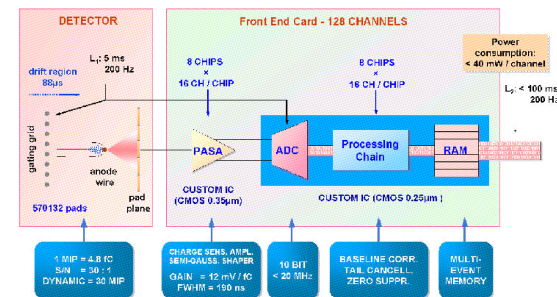 DETECTOR
Front End Card - 128 CHANNELS
L₁: 5 ms
200 Hz
drift region
88µs
gating grid
anode
wire
pad
plane
570132 pads
8 CHIPS
×
16 CH / CHIP
8 CHIPS
×
16 CH / CHIP
Power
consumption:
< 40 mW / channel
L₂: < 100 ms
200 Hz
PASA
ADC
Processing
Chain
RAM
CUSTOM IC
(CMOS 0.35µm)
CUSTOM IC (CMOS 0.25µm )
1 MIP = 4.8 fC
S/N = 30 : 1
DYNAMIC = 30 MIP
CHARGE SENS. AMPL.
SEMI-GAUSS. SHAPER
GAIN = 12 mV / fC
FWHM = 190 ns
10 BIT
< 20 MHz
BASELINE CORR.
TAIL CANCELL.
ZERO SUPPR.
MULTI-
EVENT
MEMORY